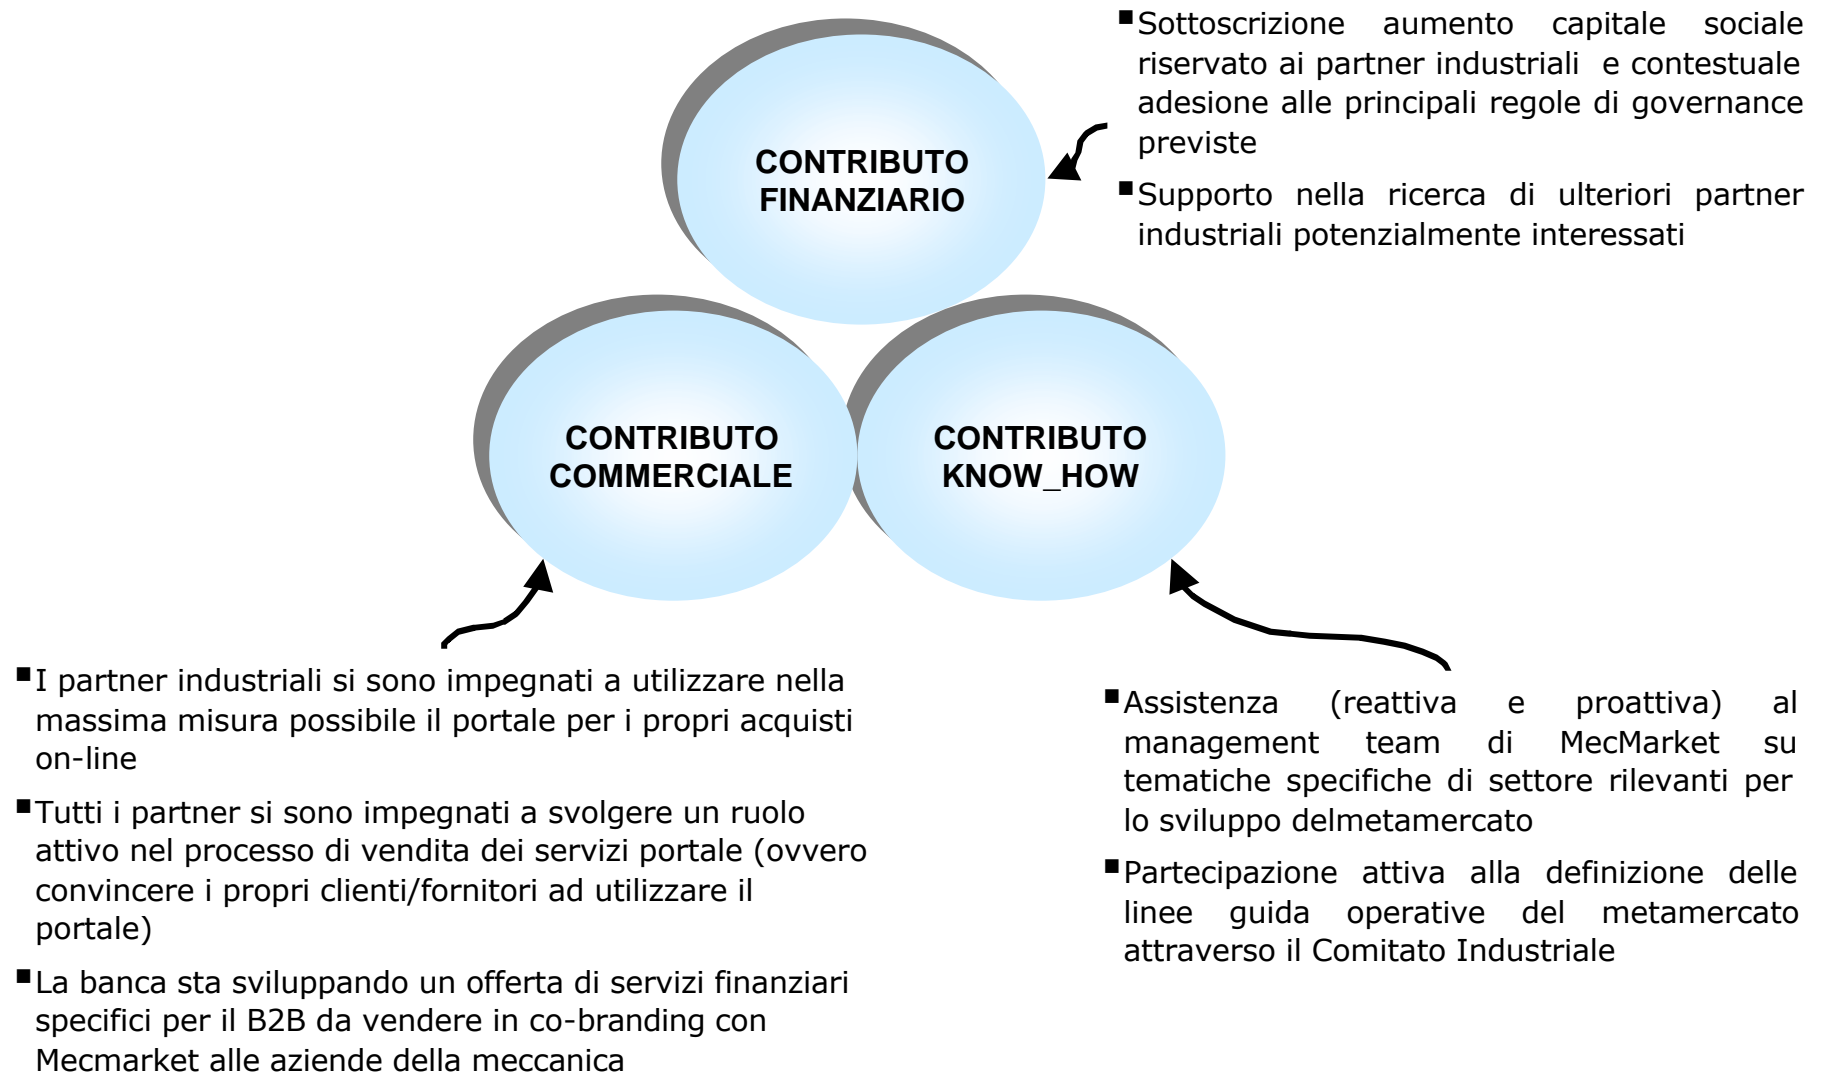 ▪Sottoscrizione aumento capitale sociale
riservato ai partner industriali e contestuale
adesione alle principali regole di governance
previste
▪Supporto nella ricerca di ulteriori partner
industriali potenzialmente interessati
CONTRIBUTO
FINANZIARIO
CONTRIBUTO
COMMERCIALE
CONTRIBUTO
KNOW_HOW
▪I partner industriali si sono impegnati a utilizzare nella
massima misura possibile il portale per i propri acquisti
on-line
▪Tutti i partner si sono impegnati a svolgere un ruolo
attivo nel processo di vendita dei servizi portale (ovvero
convincere i propri clienti/fornitori ad utilizzare il
portale)
▪La banca sta sviluppando un offerta di servizi finanziari
specifici per il B2B da vendere in co-branding con
Mecmarket alle aziende della meccanica
▪Assistenza (reattiva e proattiva) al
management team di MecMarket su
tematiche specifiche di settore rilevanti per
lo sviluppo delmetamercato
▪Partecipazione attiva alla definizione delle
linee guida operative del metamercato
attraverso il Comitato Industriale